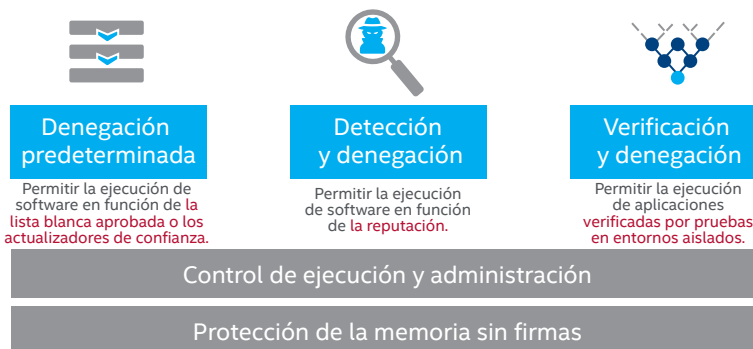 Denegación
predeterminada
Permitir la ejecución de
software en función de la
lista blanca aprobada o los
actualizadores de confianza.
Detección
y denegación
Permitir la ejecución
de software en función
de la reputación.
Verificación
y denegación
Permitir la ejecución
de aplicaciones
verificadas por pruebas
en entornos aislados.
Control de ejecución y administración
Protección de la memoria sin firmas